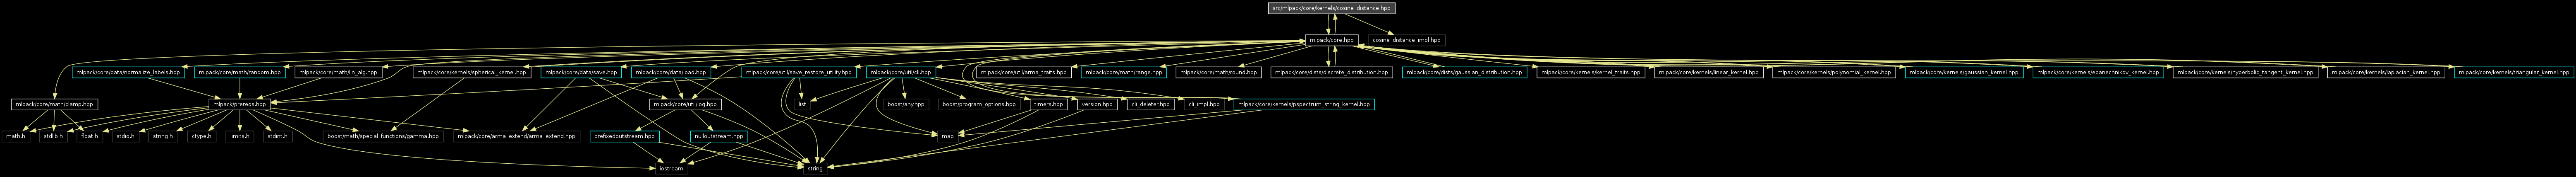 src/mlpack/core/kernels/cosine_distance.hpp
mlpack/core.hpp
cosine_distance_impl.hpp
mlpack/core/data/normalize_labels.hpp
mlpack/core/math/random.hpp
mlpack/core/math/lin_alg.hpp
mlpack/core/kernels/spherical_kernel.hpp
mlpack/core/data/save.hpp
mlpack/core/data/load.hpp
mlpack/core/util/save_restore_utility.hpp
mlpack/core/util/cli.hpp
mlpack/core/util/arma_traits.hpp
mlpack/core/math/range.hpp
mlpack/core/math/round.hpp
mlpack/core/dists/discrete_distribution.hpp
mlpack/core/dists/gaussian_distribution.hpp
mlpack/core/kernels/kernel_traits.hpp
mlpack/core/kernels/linear_kernel.hpp
mlpack/core/kernels/polynomial_kernel.hpp
mlpack/core/kernels/gaussian_kernel.hpp
mlpack/core/kernels/epanechnikov_kernel.hpp
mlpack/core/kernels/hyperbolic_tangent_kernel.hpp
mlpack/core/kernels/laplacian_kernel.hpp
mlpack/core/kernels/triangular_kernel.hpp
mlpack/core/math/clamp.hpp
mlpack/prereqs.hpp
mlpack/core/util/log.hpp
list
boost/any.hpp
boost/program_options.hpp
timers.hpp
version.hpp
cli_deleter.hpp
cli_impl.hpp
mlpack/core/kernels/pspectrum_string_kernel.hpp
math.h
stdlib.h
float.h
stdio.h
string.h
ctype.h
limits.h
stdint.h
boost/math/special_functions/gamma.hpp
mlpack/core/arma_extend/arma_extend.hpp
prefixedoutstream.hpp
nulloutstream.hpp
map
iostream
string